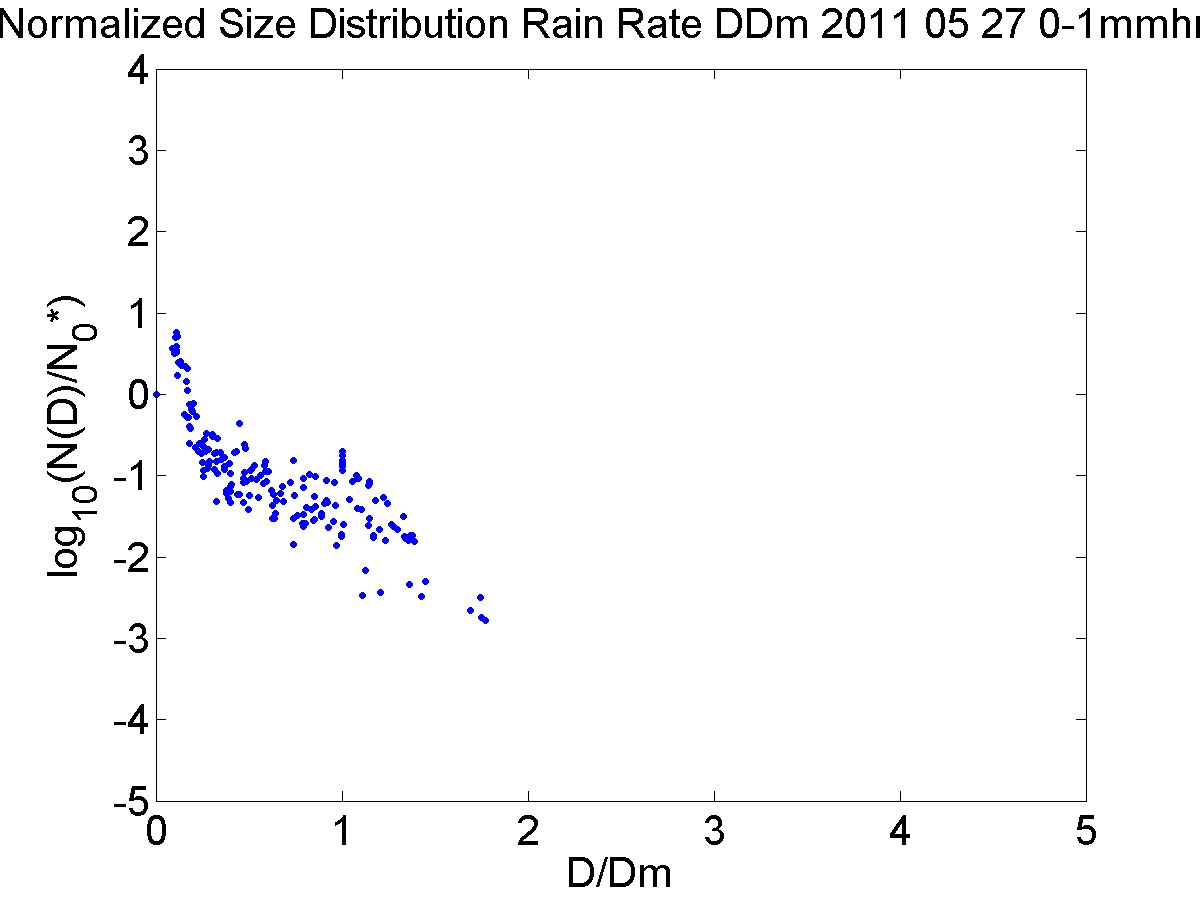 Normalized Size Distribution Rain Rate DDm 2011 05 27 0-1mmh
4
3
2
1
0
-1
-2
-3
-4
-5
log10(N(D)/N0*)
0 1 2 3 4 5
D/Dm